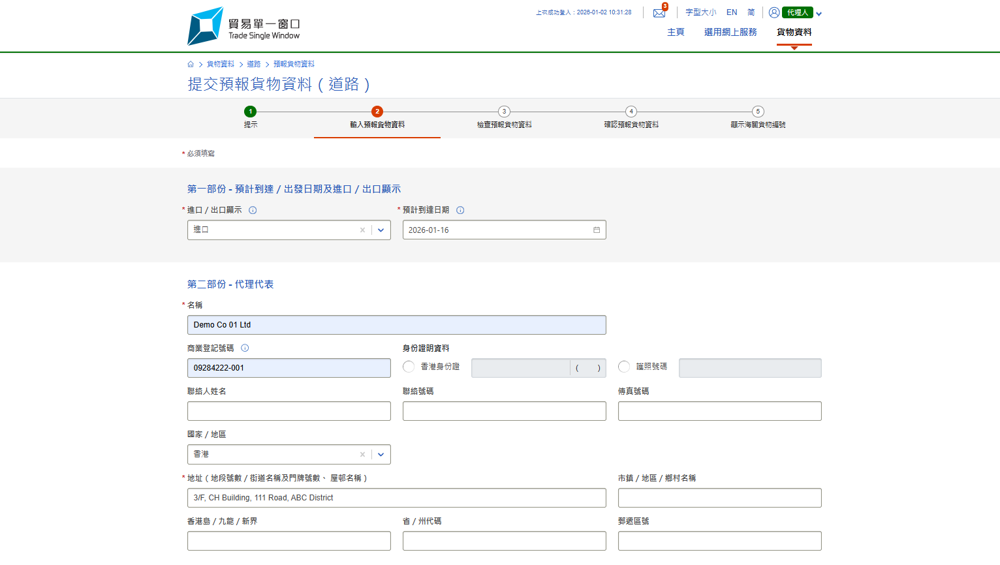 貿易單一窗口
Trade Single Window
上次成功登入：2026-01-02 10:31:28
3
字型大小 EN 简
代理人
主頁 選用網上服務 貨物資料
貨物資料 道路 預報貨物資料
提交預報貨物資料 ( 道路 )
1 2 3 4 5
提示 輸入預報貨物資料 檢查預報貨物資料 確認預報貨物資料 顯示海關貨物編號
* 必須填寫
第一部份 - 預計到達 / 出發日期及進口 / 出口顯示
* 進口 / 出口顯示 * 預計到達日期
進口 2026-01-16
第二部份 - 代理代表
* 名稱
Demo Co 01 Ltd
商業登記號碼 身份證明資料
09284222-001 香港身份證 ( ) 護照號碼
聯絡人姓名 聯絡號碼 傳真號碼
國家 / 地區
香港
* 地址 ( 地段號數 / 街道名稱及門牌號數、 屋邨名稱 ) 市鎮 / 地區 / 鄉村名稱
3/F, CH Building, 111 Road, ABC District
香港島 / 九龍 / 新界 省 / 州代碼 郵遞區號